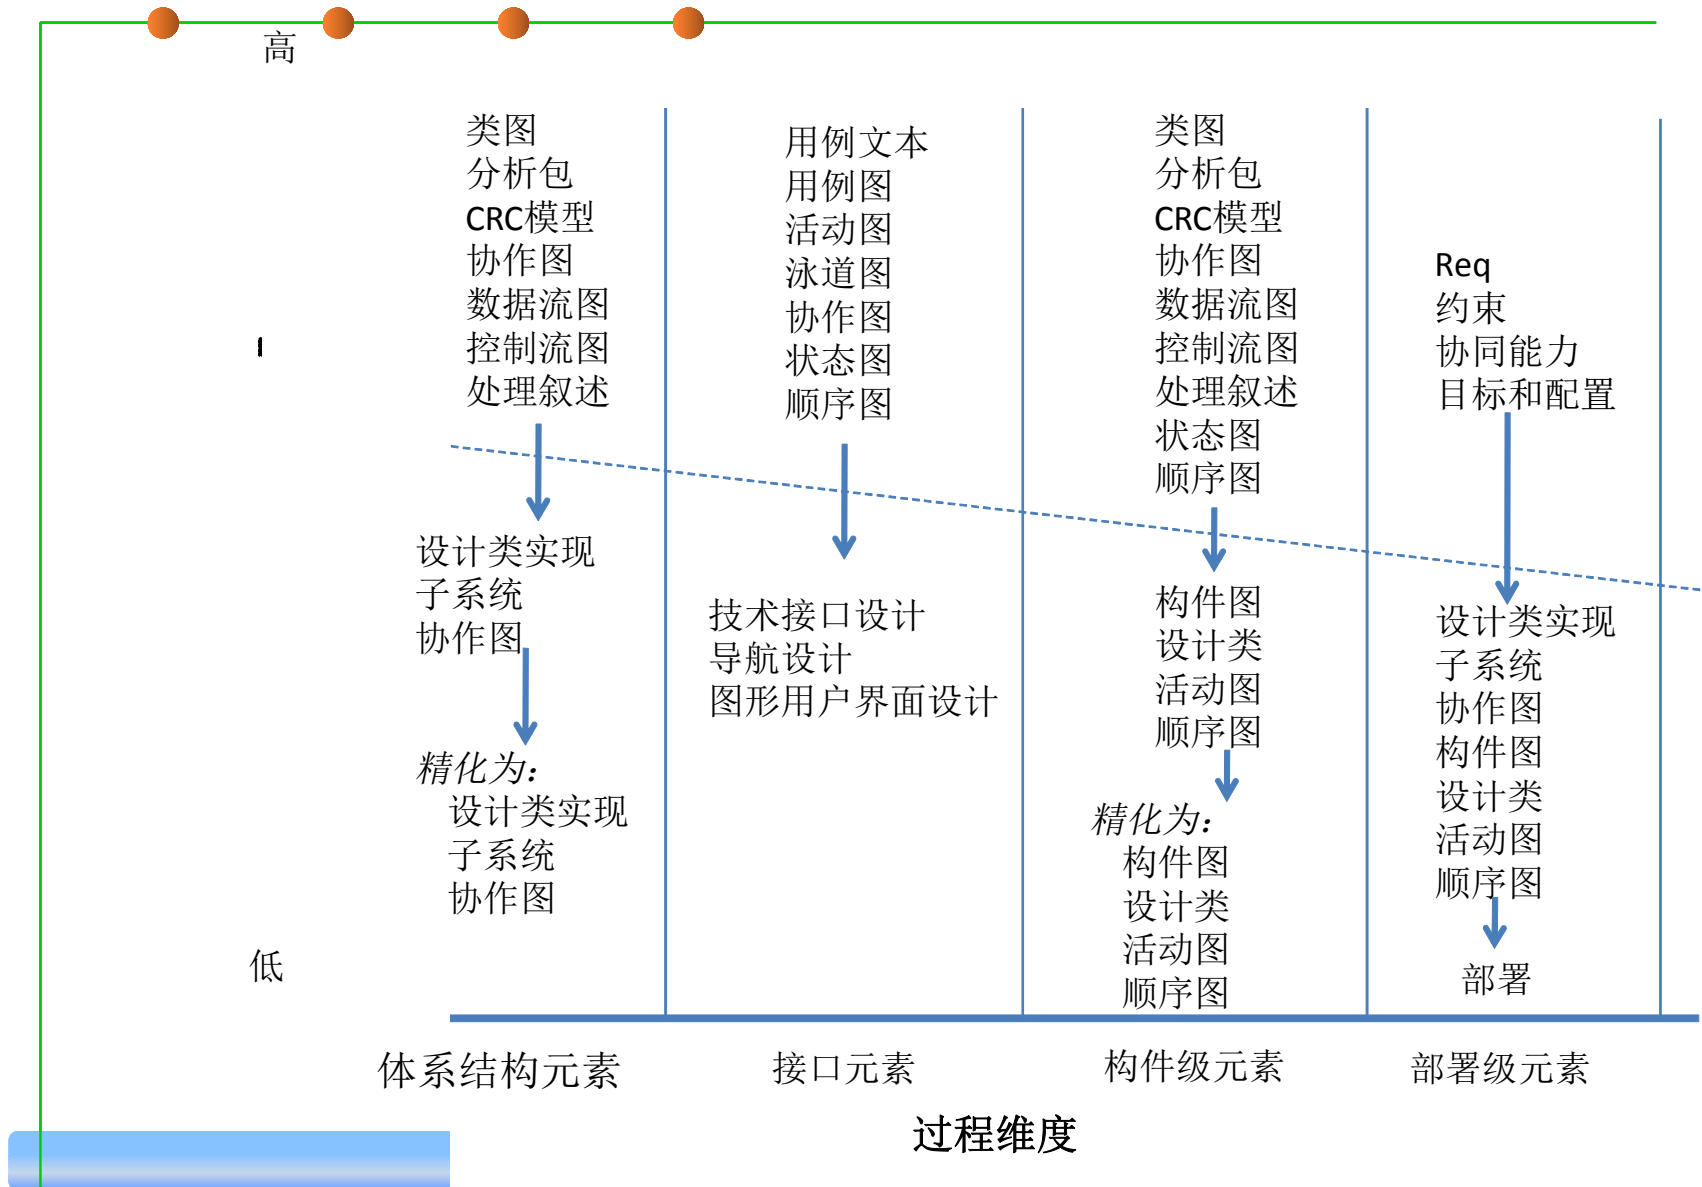 高
类图
分析包
CRC模型
协作图
数据流图
控制流图
处理叙述
设计类实现
子系统
协作图
精化为：
设计类实现
子系统
协作图
用例文本
用例图
活动图
泳道图
协作图
状态图
顺序图
技术接口设计
导航设计
图形用户界面设计
类图
分析包
CRC模型
协作图
数据流图
控制流图
处理叙述
状态图
顺序图
构件图
设计类
活动图
顺序图
精化为：
构件图
设计类
活动图
顺序图
Req
约束
协同能力
目标和配置
设计类实现
子系统
协作图
构件图
设计类
活动图
顺序图
部署
低
体系结构元素
接口元素
构件级元素
部署级元素
过程维度